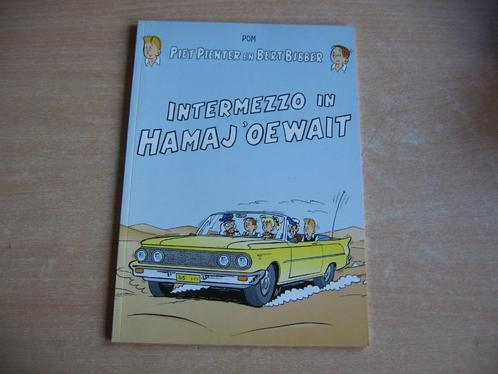 POM
PIET PIENTER EN BERT BIBBER
INTERMEZZO IN
HAMAJ'OEWAIT